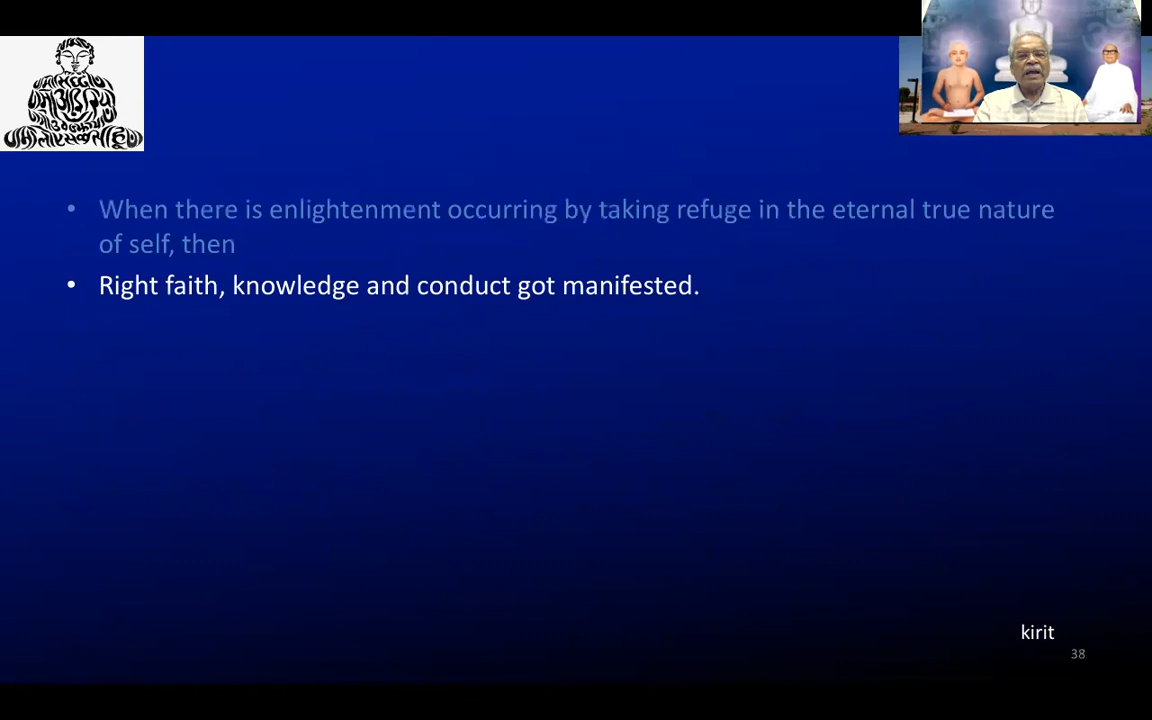 • When there is enlightenment occurring by taking refuge in the eternal true nature
of self, then
• Right faith, knowledge and conduct got manifested.
kirit
38